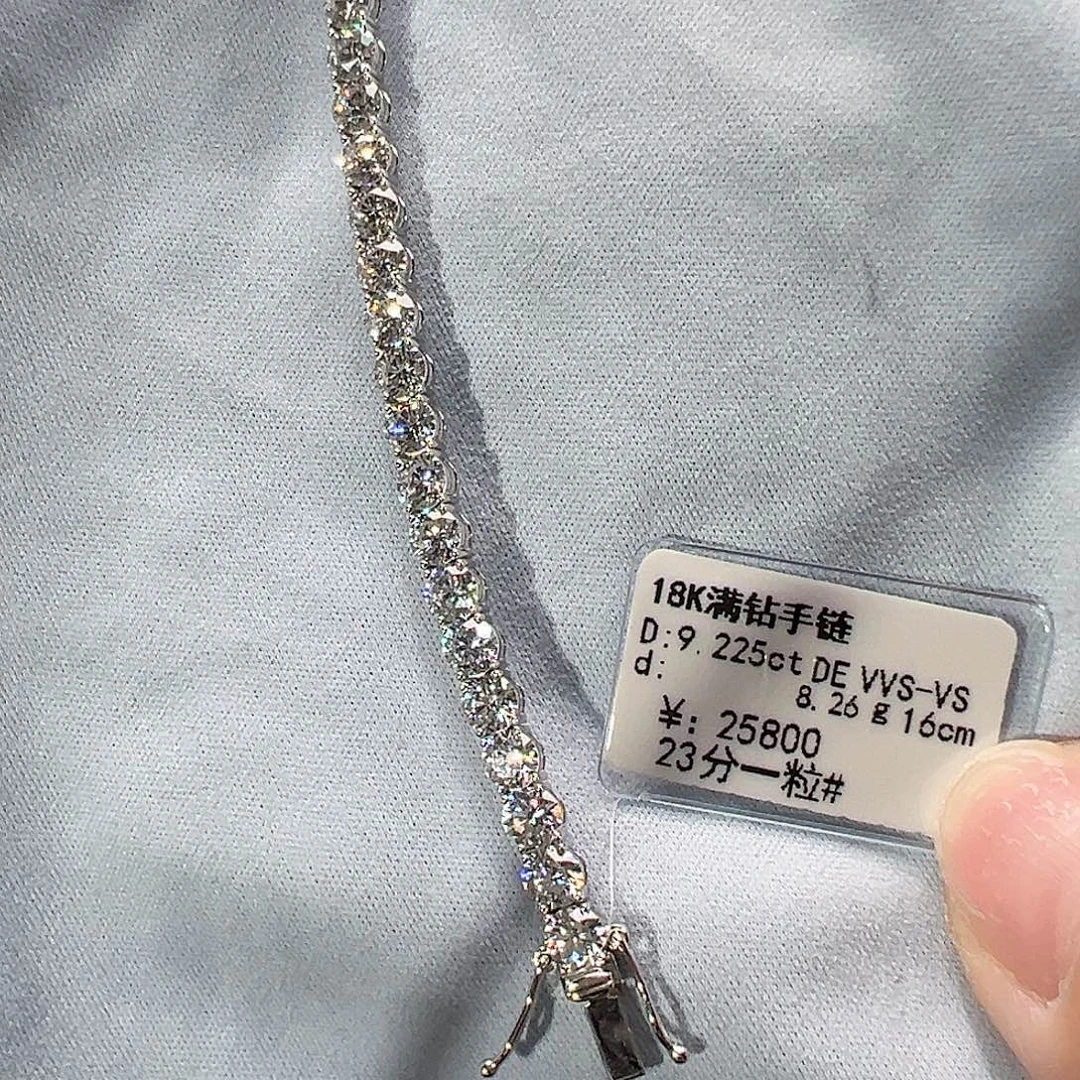 18K满钻手链
D:9.225ct DE VVS-VS
d: 8.26g 16cm
¥: 25800
23分一粒#